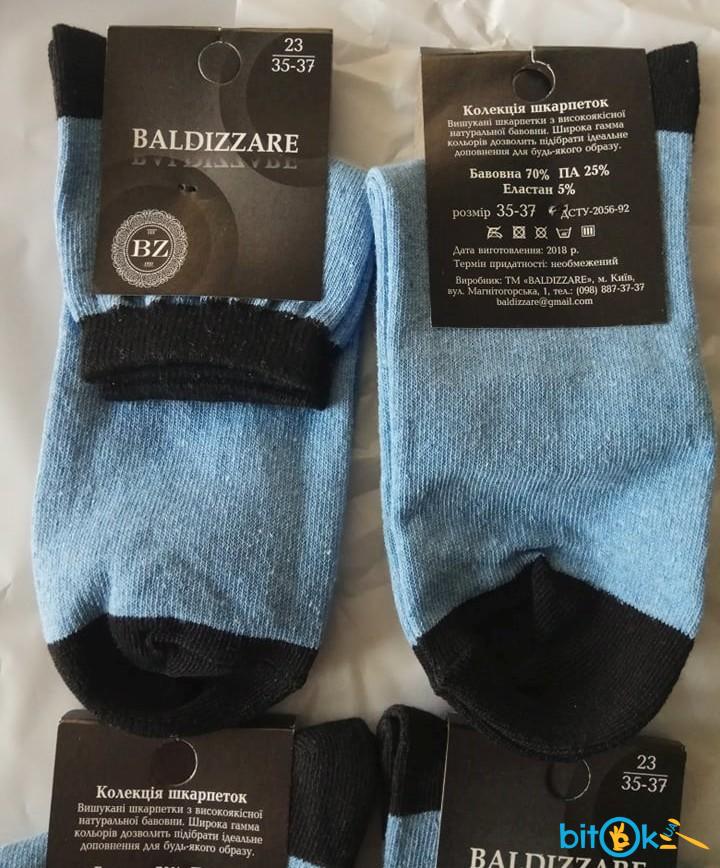 23
35-37
BALDIZZARE
BZ
Колекція шкарпеток
Вишукані шкарпетки з високоякісної
натуральної бавовни. Широка гамма
кольорів дозволить підібрати ідеальне
доповнення для будь-якого образу.
Бавовна 70% ПА 25%
Еластан 5%
розмір 35-37 ДСТУ-2056-92
Дата виготовлення: 2018 р.
Термін придатності: необмежений
Виробник: ТМ «BALDIZZARE», м. Київ,
вул. Магнітогорська, 1, тел.: (098) 887-37-37
baldizzare@gmail.com
Колекція шкарпеток
Вишукані шкарпетки з високоякісної
натуральної бавовни. Широка гамма
кольорів дозволить підібрати ідеальне
доповнення для будь-якого образу.
23
35-37
BALDIZZARE
bitOk
UA